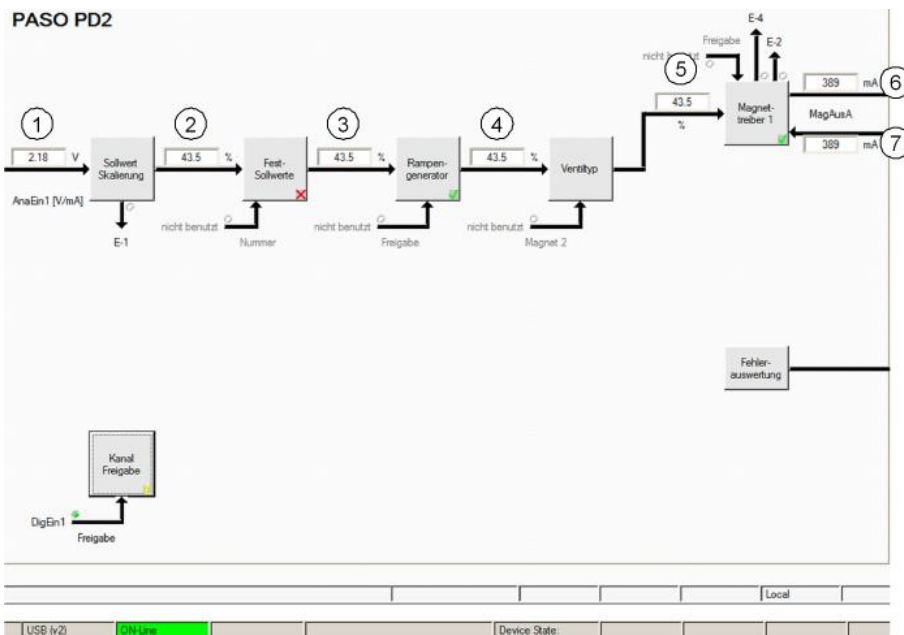 PASO PD2
E-4
Freigabe
E-2
nicht benutzt
5
389 mA 6
43.5
%
Magnet-
treiber 1
MagAusA
389 mA 7
1
2
3
4
2.18 V
Sollwert
Skalierung
43.5 %
Fest-
Sollwerte
43.5 %
Rampen-
generator
43.5 %
Ventiltyp
AnaEin1 [V/mA]
E-1
nicht benutzt
Nummer
nicht benutzt
Freigabe
nicht benutzt
Magnet 2
Fehler-
auswertung
Kanal
Freigabe
DigEin1
Freigabe
Local
USB (v2)
ON-Line
Device State: